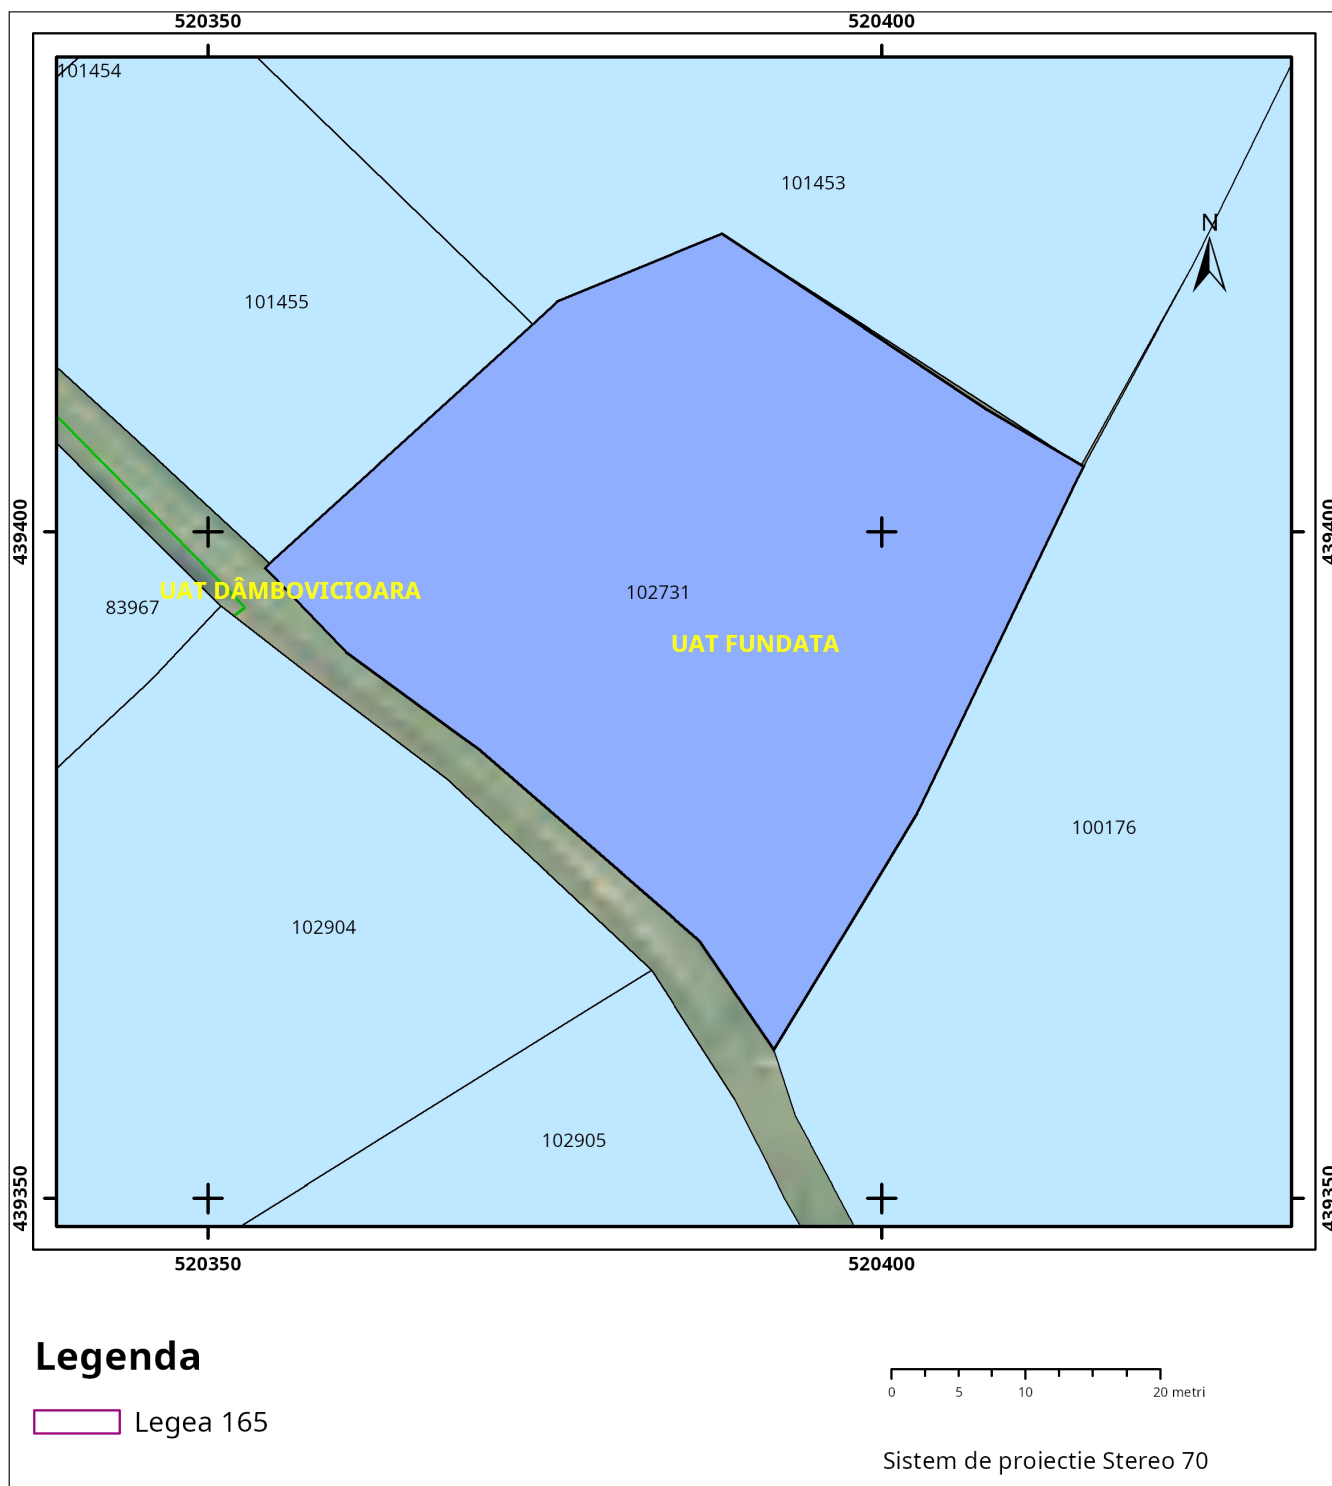 520350 520400
101454
101453
N
101455
439400 439400
UAT DÂMBOVICIOARA
102731
83967
UAT FUNDATA
100176
102904
102905
439350 439350
520350 520400
Legenda
Legea 165
0 5 10 20 metri
Sistem de proiectie Stereo 70